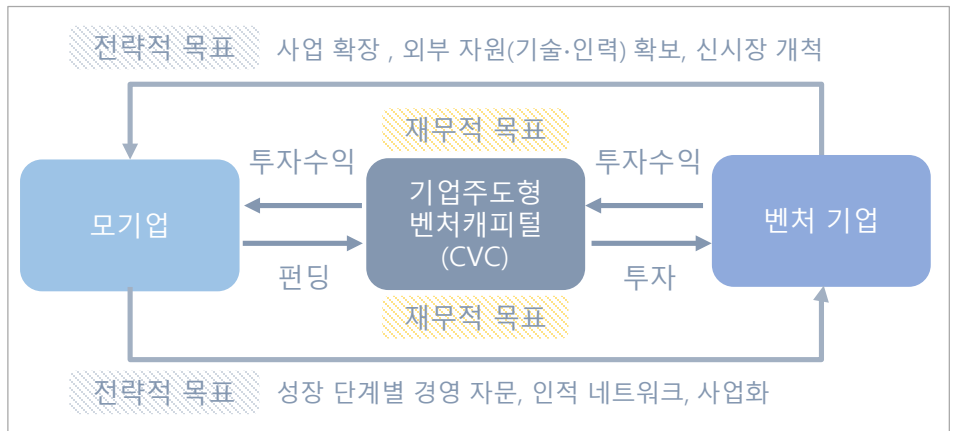 전략적 목표 사업 확장 , 외부 자원(기술·인력) 확보, 신시장 개척
재무적 목표
투자수익
투자수익
모기업
기업주도형
벤처캐피털
(CVC)
벤처 기업
펀딩
투자
재무적 목표
전략적 목표 성장 단계별 경영 자문, 인적 네트워크, 사업화